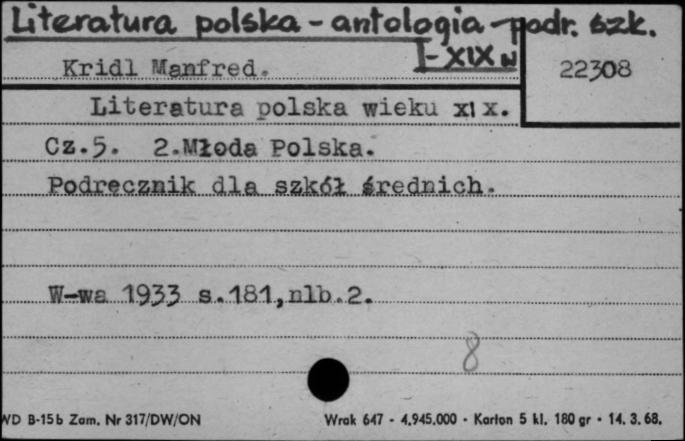 Literatura polska - antologia - podr. szk.
I-XIX w
Kridl Manfred.
22308
Literatura polska wieku XIX.
Cz.5. 2.Młoda Polska.
Podręcznik dla szkół średnich.
W-wa 1933 s.181,nlb.2.
8
WD B-15b Zam. Nr 317/DW/ON Wrak 647 - 4.945.000 - Karton 5 kl. 180 gr - 14. 3. 68.